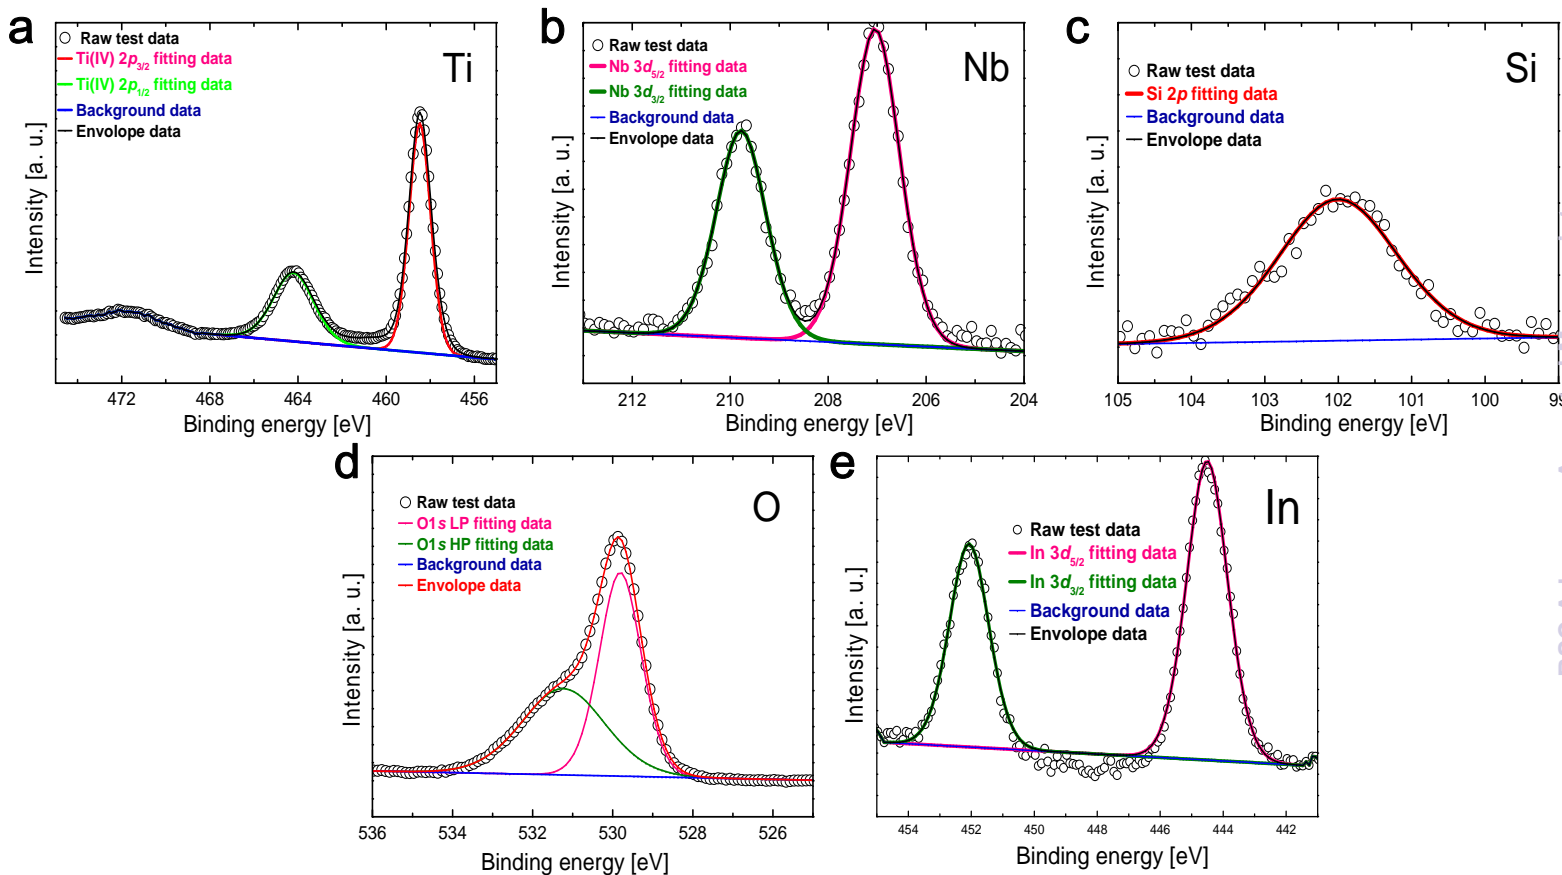 a
Raw test data
Ti(IV) 2p3/2 fitting data
Ti(IV) 2p1/2 fitting data
Background data
Envolope data
Ti
Intensity [a. u.]
472 468 464 460 456
Binding energy [eV]
b
Raw test data
Nb 3d5/2 fitting data
Nb 3d3/2 fitting data
Background data
Envolope data
Nb
Intensity [a. u.]
212 210 208 206 204
Binding energy [eV]
c
Raw test data
Si 2p fitting data
Background data
Envolope data
Si
Intensity [a. u.]
105 104 103 102 101 100 99
Binding energy [eV]
d
Raw test data
O1s LP fitting data
O1s HP fitting data
Background data
Envolope data
O
Intensity [a. u.]
536 534 532 530 528 526
Binding energy [eV]
e
Raw test data
In 3d5/2 fitting data
In 3d3/2 fitting data
Background data
Envolope data
In
Intensity [a. u.]
454 452 450 448 446 444 442
Binding energy [eV]